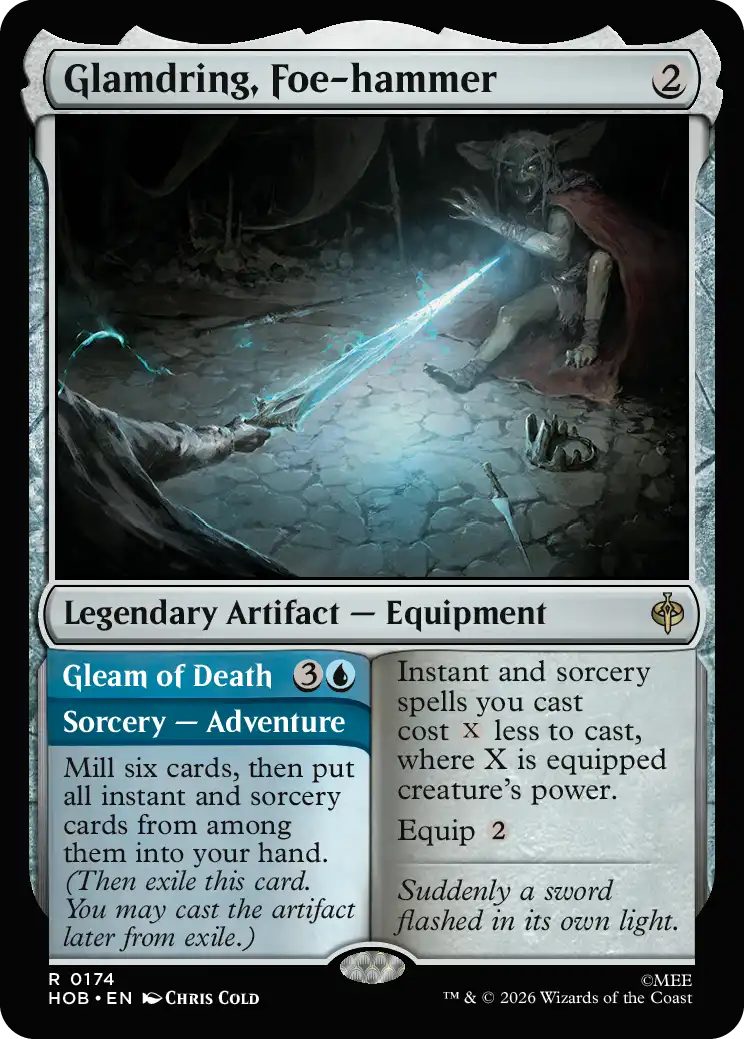 Glamdring, Foe-hammer 2
Legendary Artifact — Equipment
Gleam of Death 3
Sorcery — Adventure
Mill six cards, then put
all instant and sorcery
cards from among
them into your hand.
(Then exile this card.
You may cast the artifact
later from exile.)
Instant and sorcery
spells you cast
cost X less to cast,
where X is equipped
creature's power.
Equip 2
Suddenly a sword
flashed in its own light.
R 0174
HOB • EN Chris Cold
©MEE
™ & © 2026 Wizards of the Coast